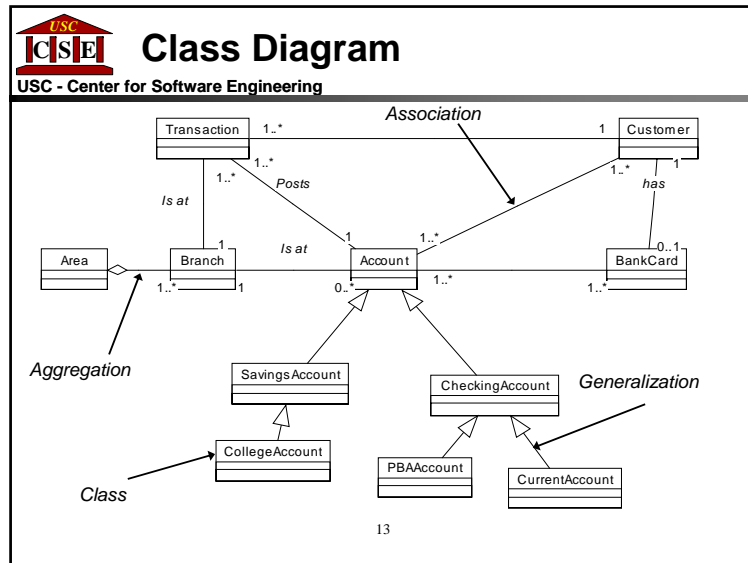 USC
C S E
Class Diagram
USC - Center for Software Engineering
Association
Transaction
1..*
1
Customer
1..*
1..*
1..*
1
Is at
Posts
has
1
Is at
1
1..*
0..1
Area
Branch
Account
BankCard
1..*
1
0..*
1..*
1..*
Aggregation
SavingsAccount
CheckingAccount
Generalization
CollegeAccount
PBAAccount
CurrentAccount
Class
13